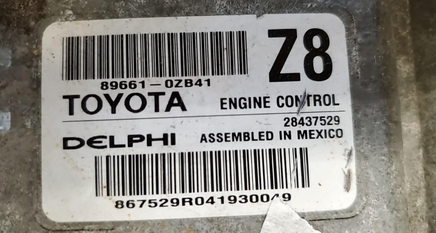 Z8
89661-0ZB41
TOYOTA ENGINE CONTROL
28437529
DELPHI ASSEMBLED IN MEXICO
867529R041930049